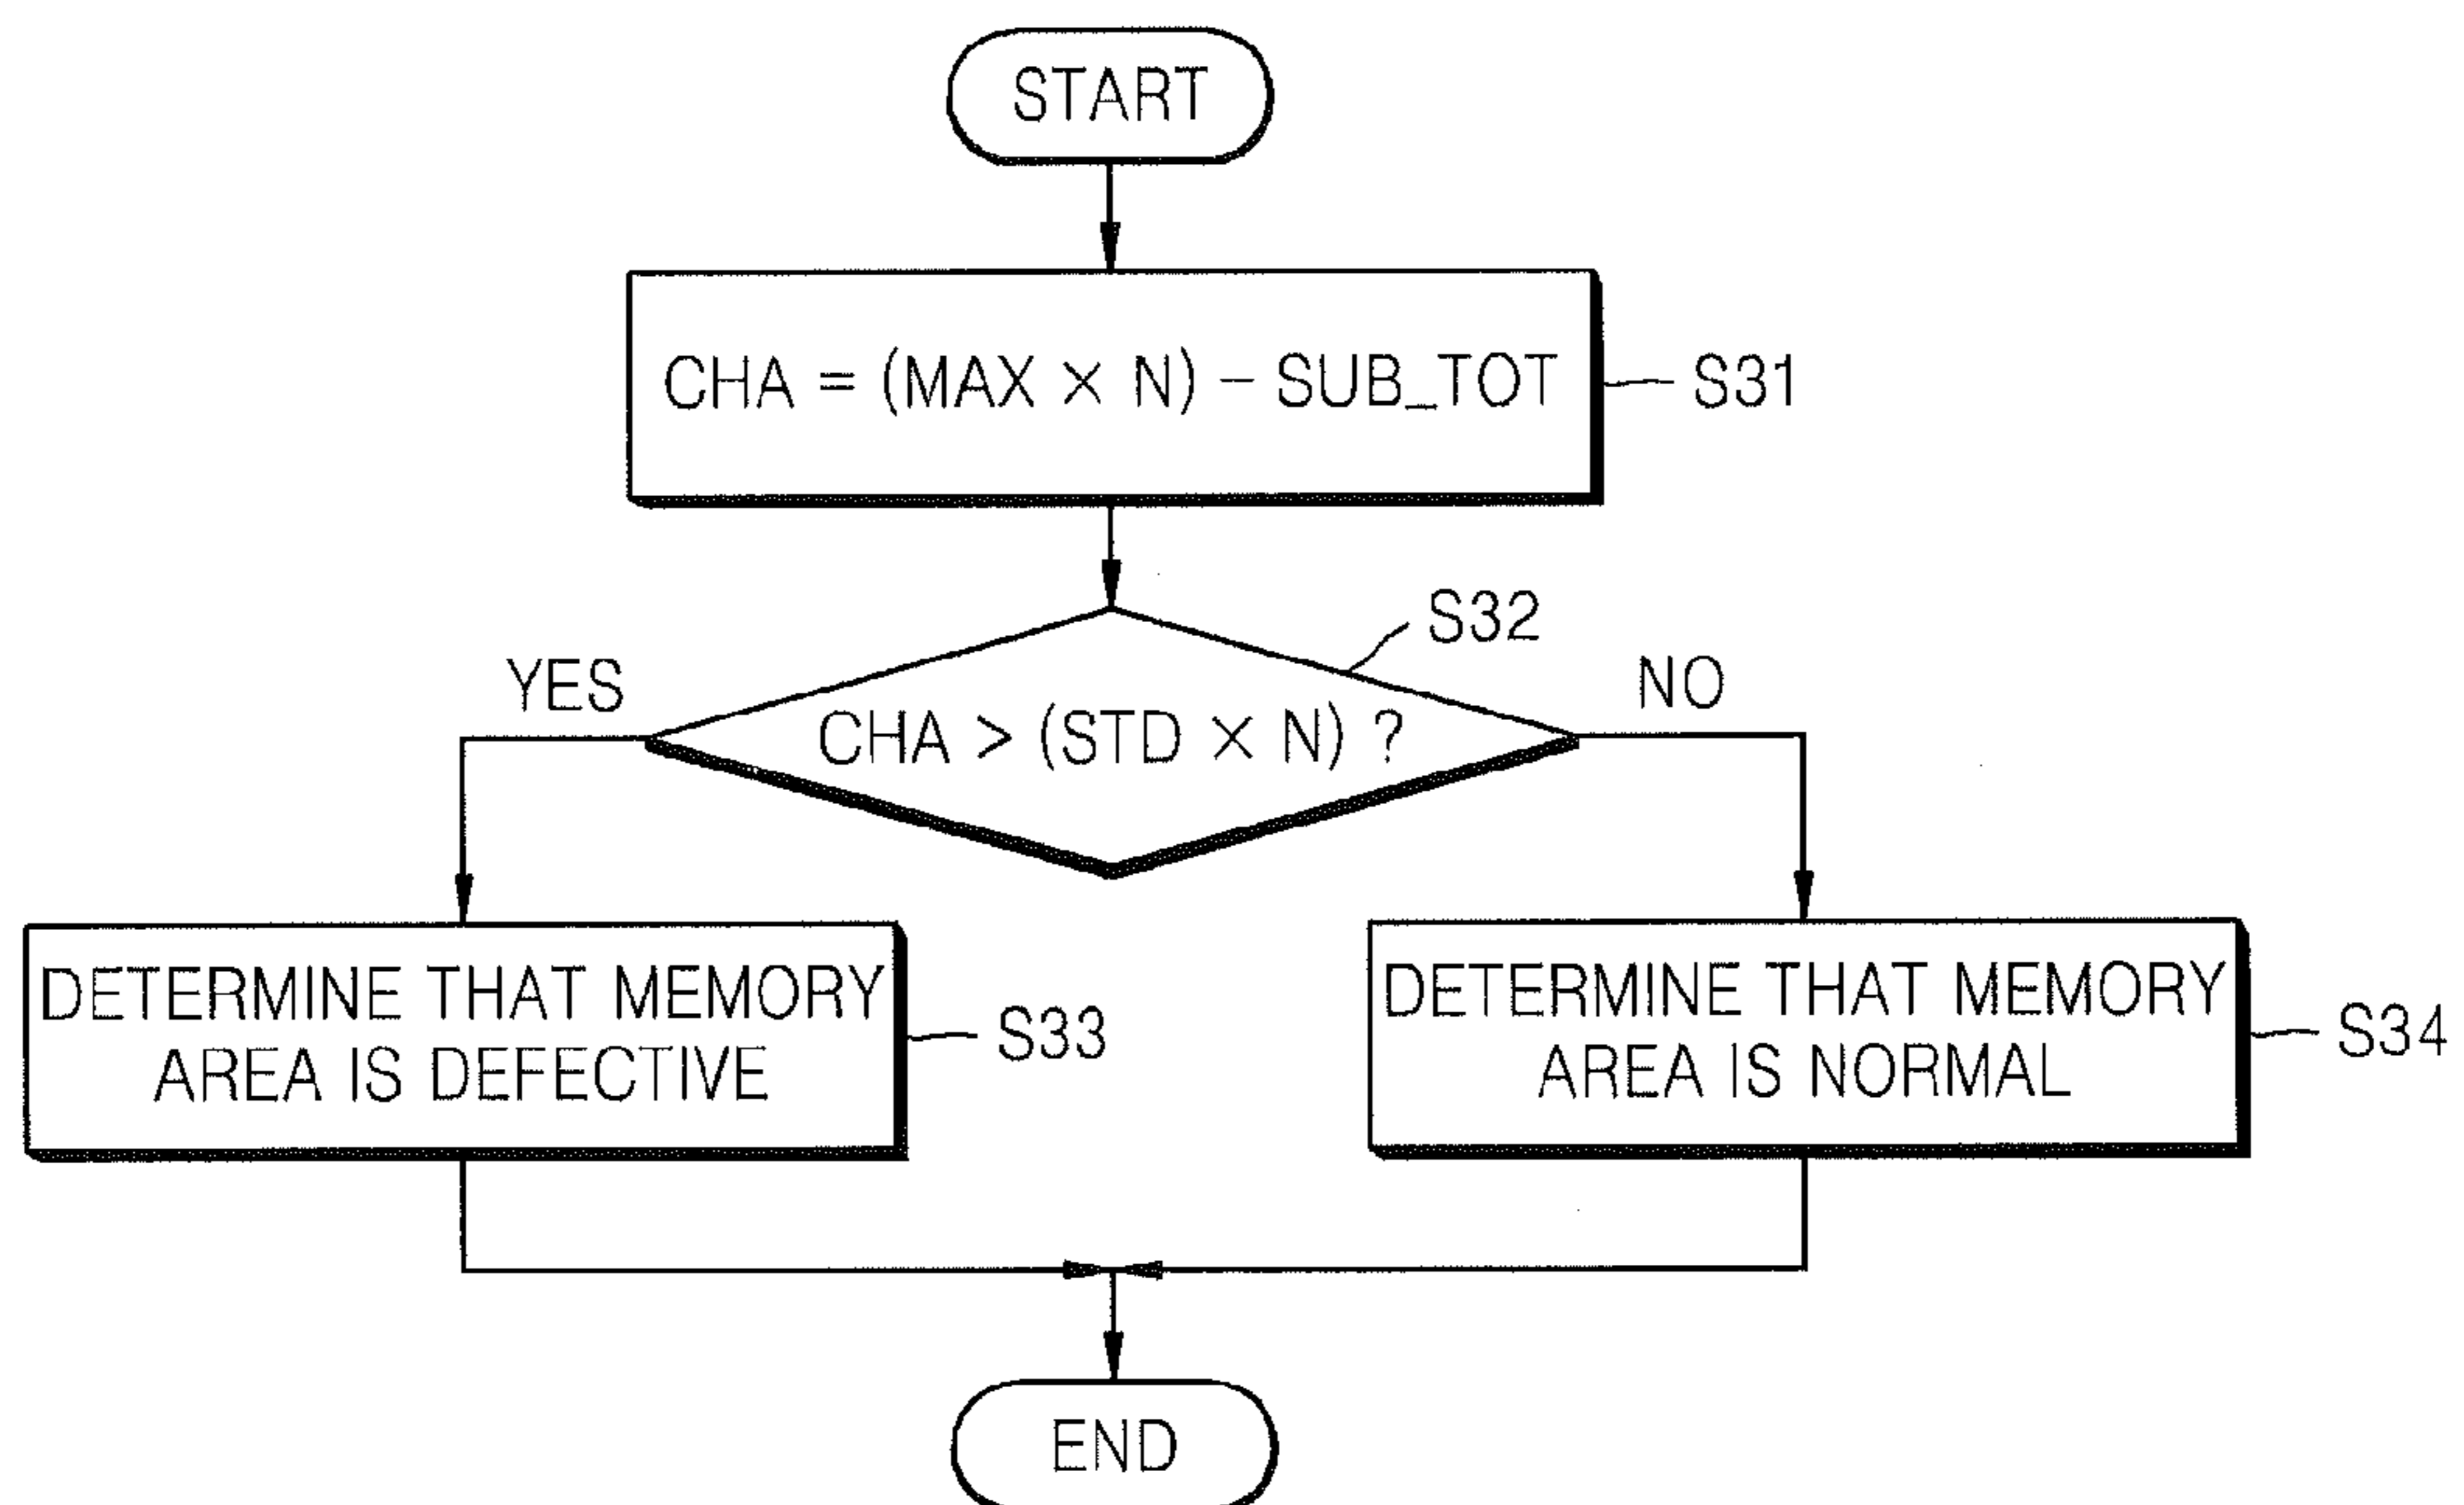 START
CHA = (MAX × N) − SUB_TOT
S31
S32
YES
NO
CHA > (STD × N) ?
DETERMINE THAT MEMORY
AREA IS DEFECTIVE
S33
DETERMINE THAT MEMORY
AREA IS NORMAL
S34
END